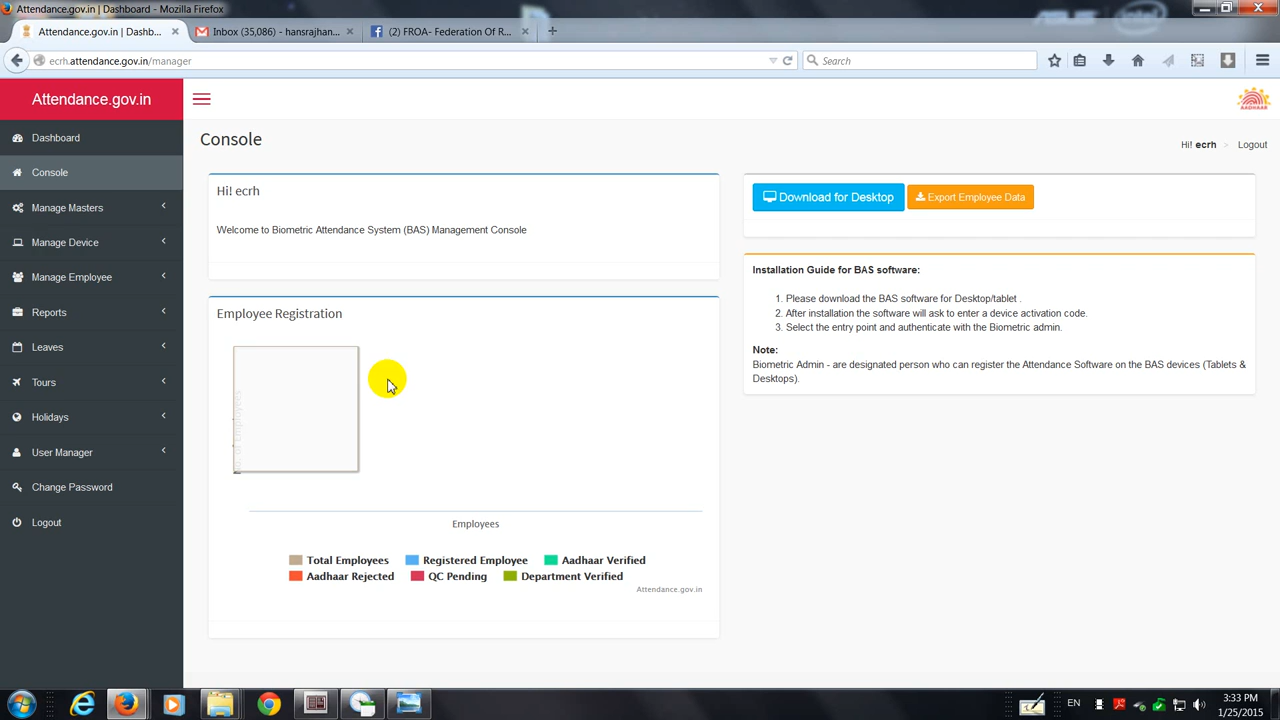 Attendance.gov.in | Dashboard - Mozilla Firefox
Attendance.gov.in | Dashb...
Inbox (35,086) - hansrajhan...
(2) FROA- Federation Of R...
ecrh.attendance.gov.in/manager
Search
Attendance.gov.in
AADHAAR
Dashboard
Console
Manage Masters
Manage Device
Manage Employee
Reports
Leaves
Tours
Holidays
User Manager
Change Password
Logout
Console
Hi! ecrh > Logout
Hi! ecrh
Welcome to Biometric Attendance System (BAS) Management Console
Employee Registration
Employees
Total Employees Registered Employee Aadhaar Verified
Aadhaar Rejected QC Pending Department Verified
Attendance.gov.in
Download for Desktop
Export Employee Data
Installation Guide for BAS software:
1. Please download the BAS software for Desktop/tablet .
2. After installation the software will ask to enter a device activation code.
3. Select the entry point and authenticate with the Biometric admin.
Note:
Biometric Admin - are designated person who can register the Attendance Software on the BAS devices (Tablets &
Desktops).
EN
3:33 PM
1/25/2015